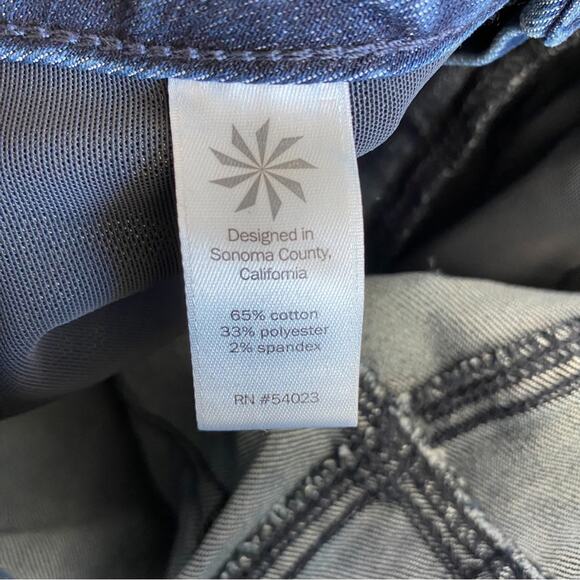 Designed in
Sonoma County,
California
65% cotton
33% polyester
2% spandex
RN #54023